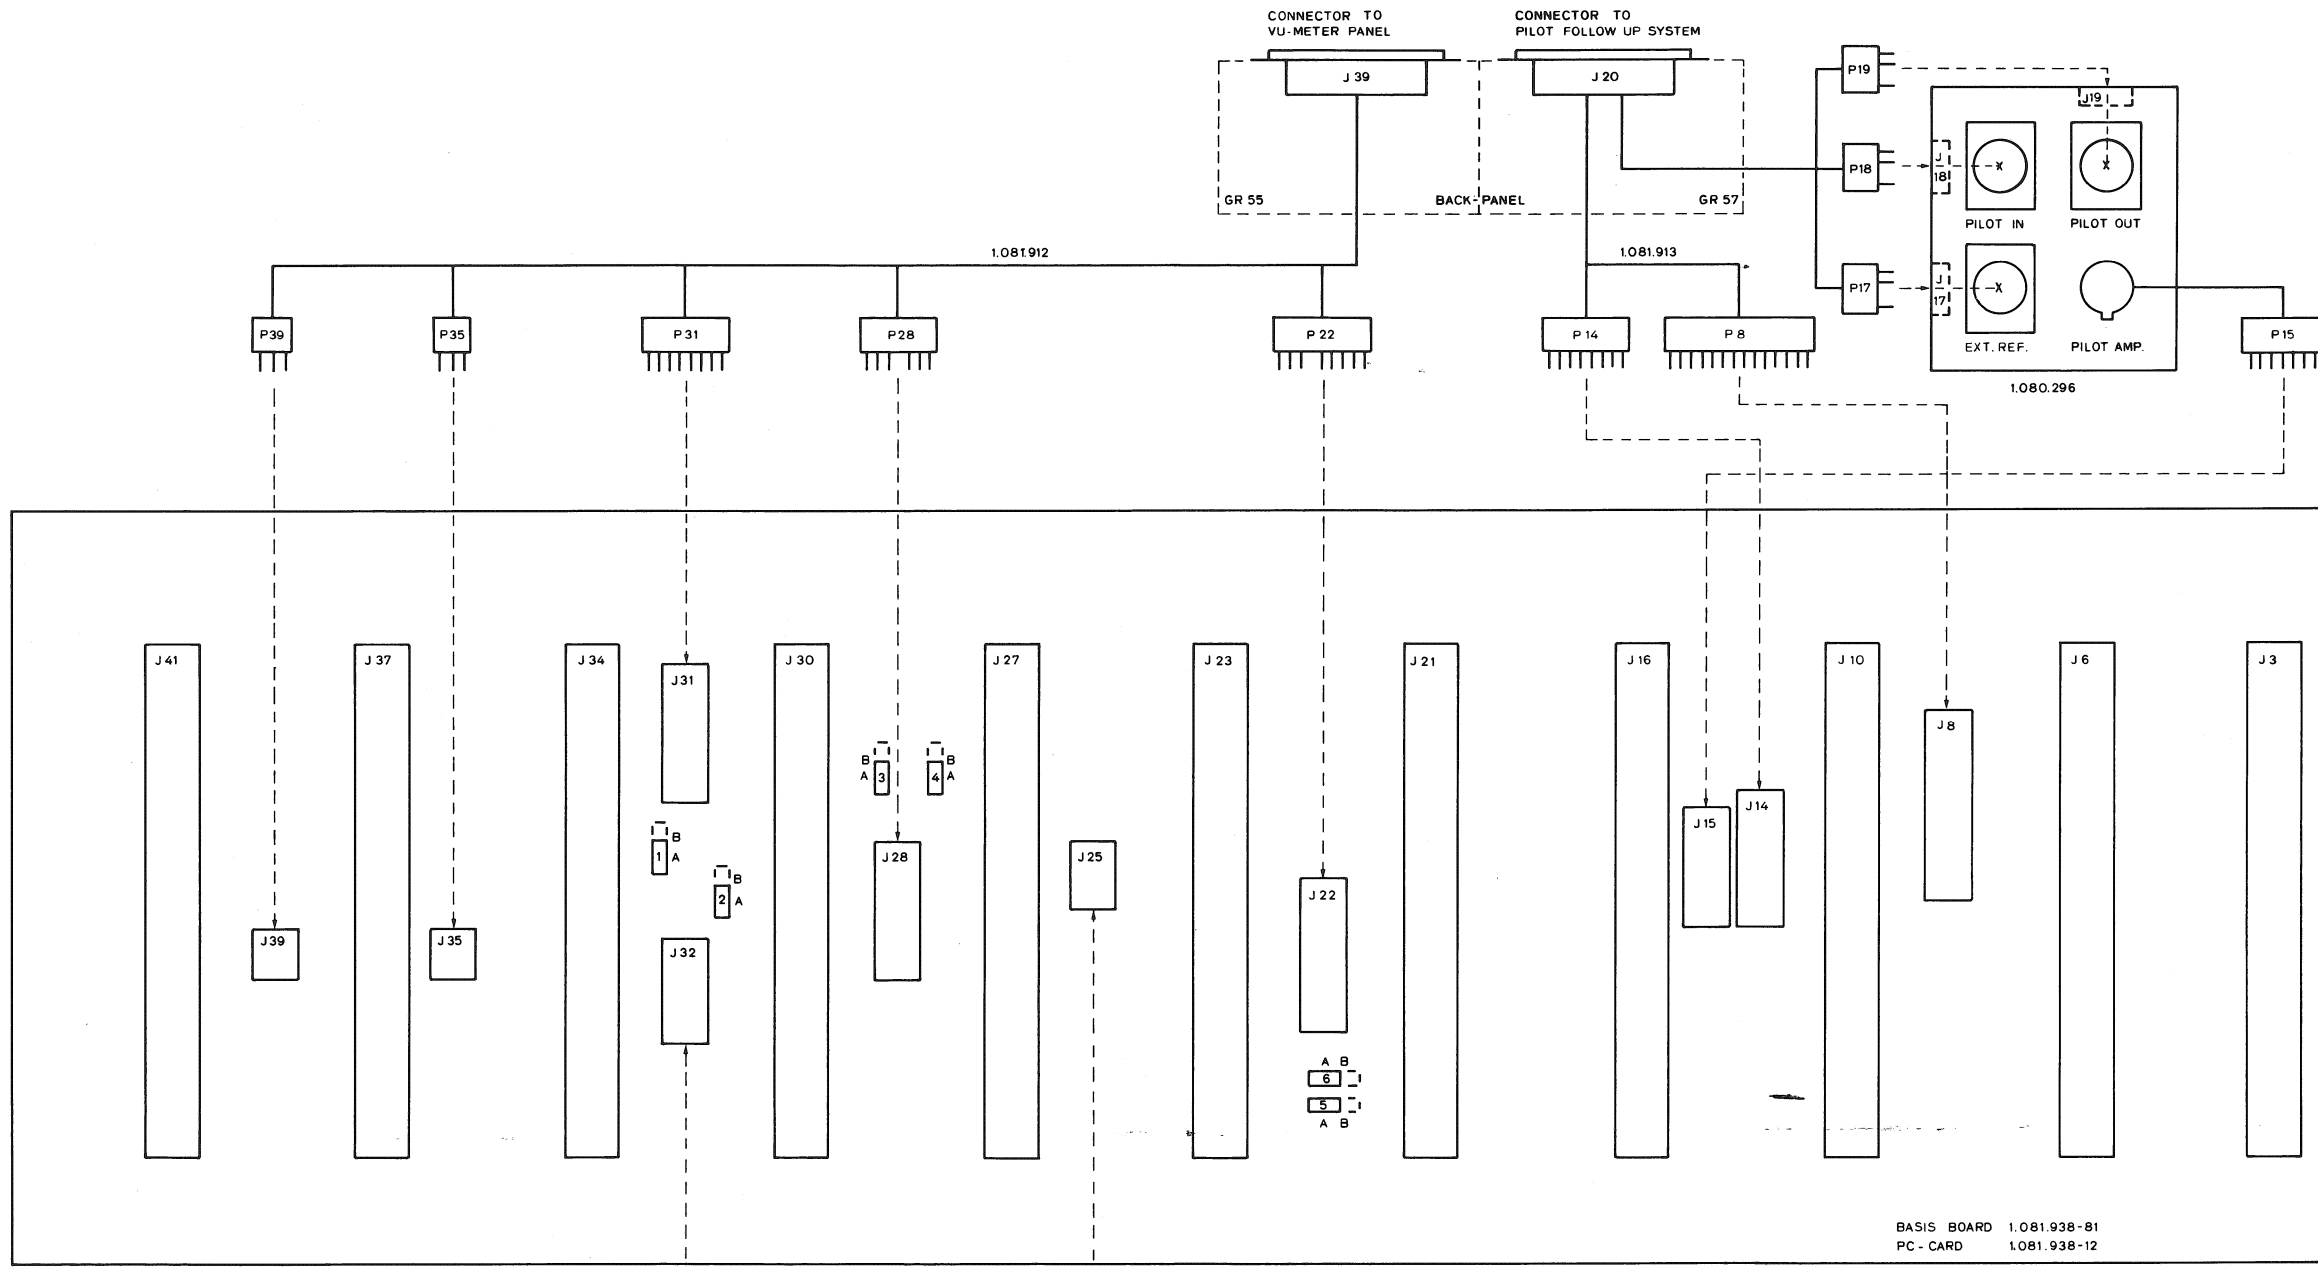 CONNECTOR TO
VU-METER PANEL
CONNECTOR TO
PILOT FOLLOW UP SYSTEM
J 39
J 20
P19
J19
P18
J
18
GR 55
BACK-PANEL
GR 57
PILOT IN
PILOT OUT
1.081.912
1.081.913
P17
J
17
P39
P35
P31
P28
P 22
P 14
P 8
EXT. REF.
PILOT AMP.
P15
1.080.296
J 41
J 37
J 34
J31
J 30
J 27
J 23
J 21
J 16
J 10
J 6
J 3
J 8
B
A
3
4
B
A
J 14
J 15
1
B
A
J 28
J 25
2
B
A
J 22
J39
J 35
J 32
A B
6
5
A B
BASIS BOARD 1.081.938-81
PC-CARD 1.081.938-12